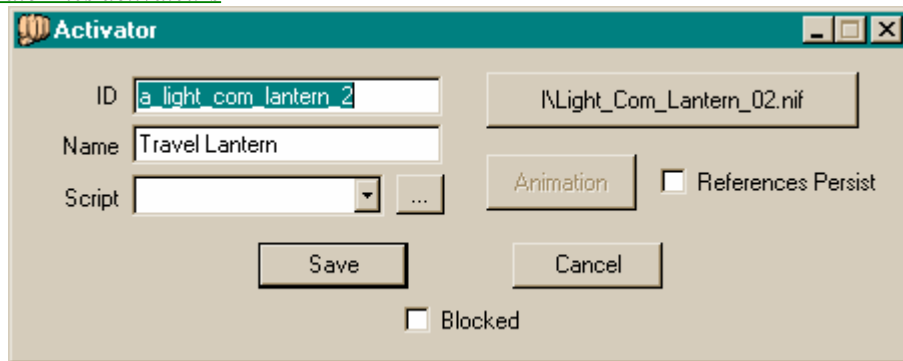 Activator
ID a_light_com_lantern_2
l\Light_Com_Lantern_02.nif
Name Travel Lantern
Script ...
Animation References Persist
Save Cancel
Blocked